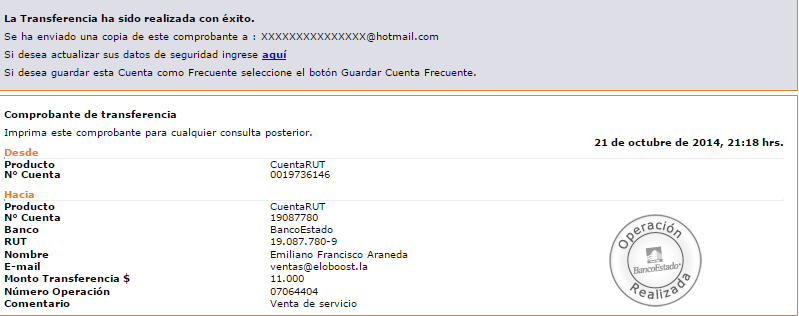 La Transferencia ha sido realizada con éxito.
Se ha enviado una copia de este comprobante a : XXXXXXXXXXXXXXX@hotmail.com
Si desea actualizar sus datos de seguridad ingrese aquí
Si desea guardar esta Cuenta como Frecuente seleccione el botón Guardar Cuenta Frecuente.
Comprobante de transferencia
Imprima este comprobante para cualquier consulta posterior.
21 de octubre de 2014, 21:18 hrs.
Desde
Producto CuentaRUT
Nº Cuenta 0019736146
Hacia
Producto CuentaRUT
Nº Cuenta 19087780
Banco BancoEstado
RUT 19.087.780-9
Nombre Emiliano Francisco Araneda
E-mail ventas@eloboost.la
Monto Transferencia $ 11.000
Número Operación 07064404
Comentario Venta de servicio
Operación
BancoEstado
Realizada